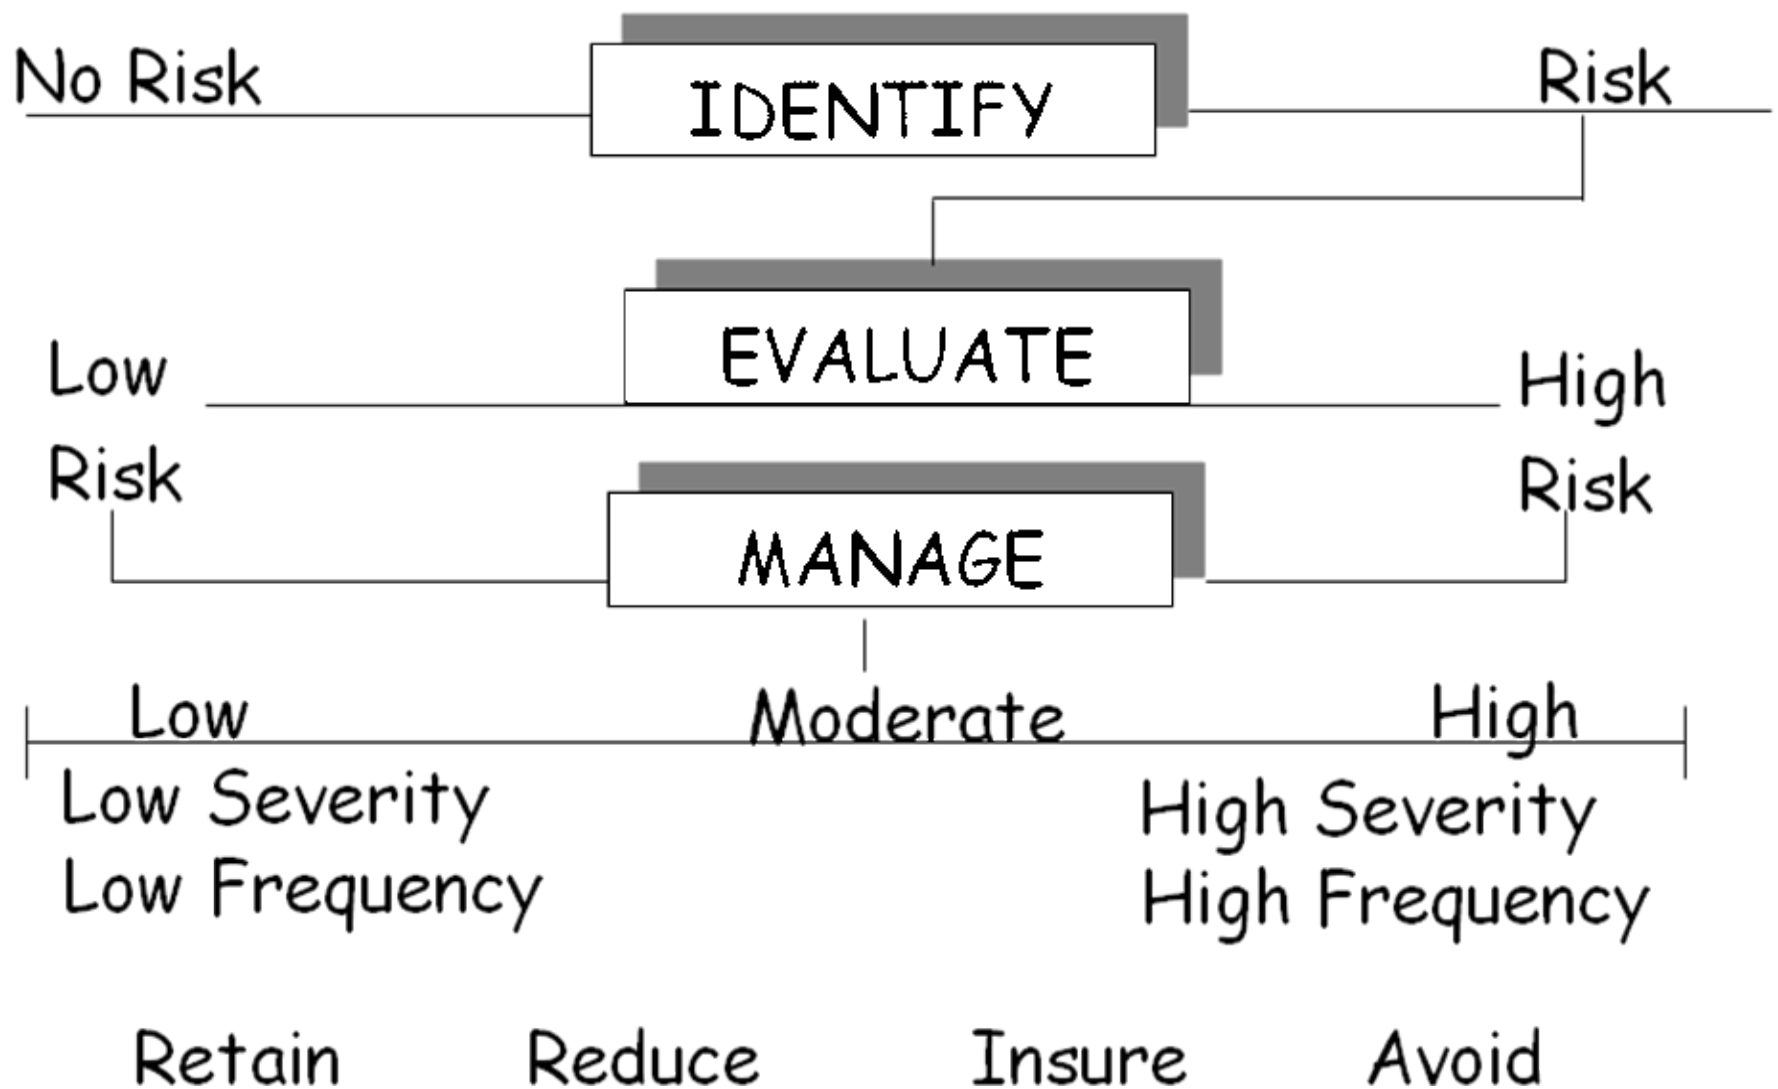 No Risk
IDENTIFY
Risk
EVALUATE
Low
Risk
High
Risk
MANAGE
Low
Moderate
High
Low Severity
Low Frequency
High Severity
High Frequency
Retain
Reduce
Insure
Avoid